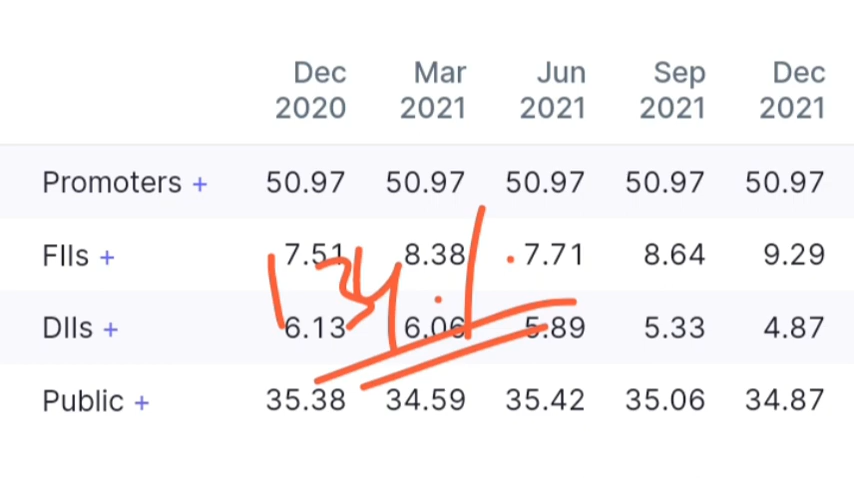 Dec 2020 Mar 2021 Jun 2021 Sep 2021 Dec 2021
Promoters + 50.97 50.97 50.97 50.97 50.97
FIIs + 7.51 8.38 7.71 8.64 9.29
DIIs + 6.13 6.06 5.89 5.33 4.87
Public + 35.38 34.59 35.42 35.06 34.87